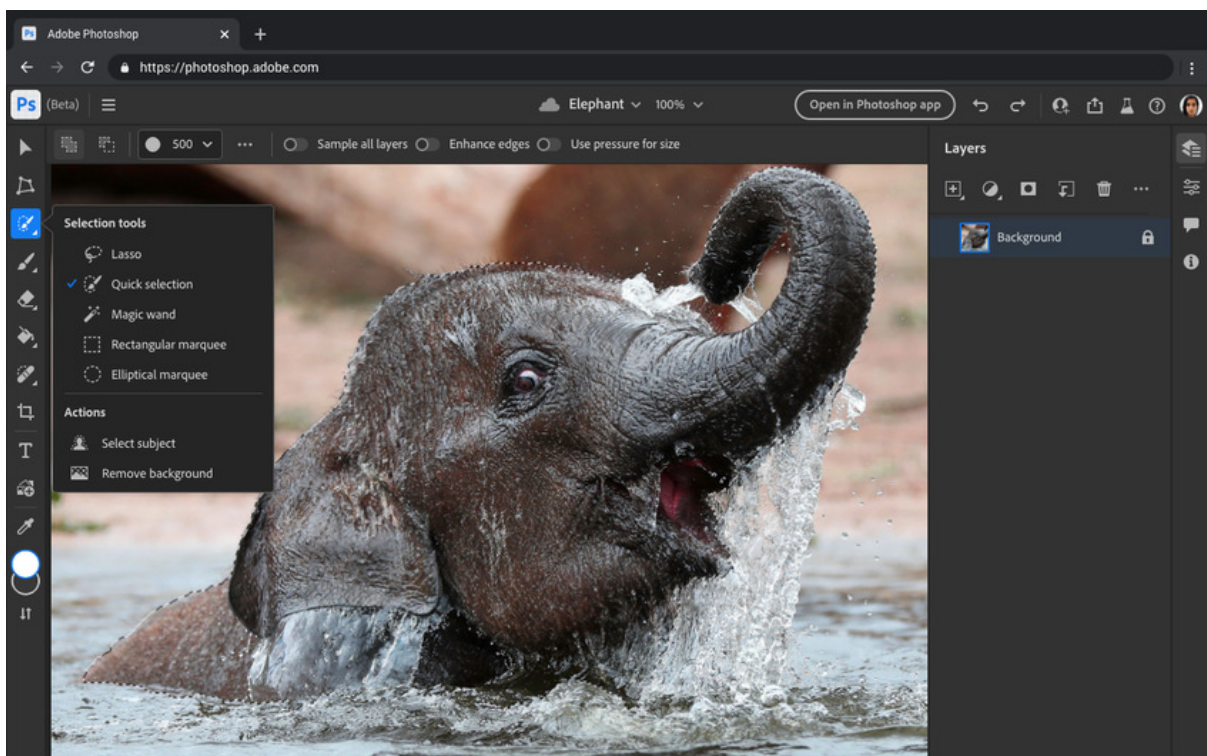 Ps Adobe Photoshop
https://photoshop.adobe.com
Ps (Beta) Elephant 100% Open in Photoshop app
500 Sample all layers Enhance edges Use pressure for size
Layers
Background
Selection tools
Lasso
Quick selection
Magic wand
Rectangular marquee
Elliptical marquee
Actions
Select subject
Remove background
T